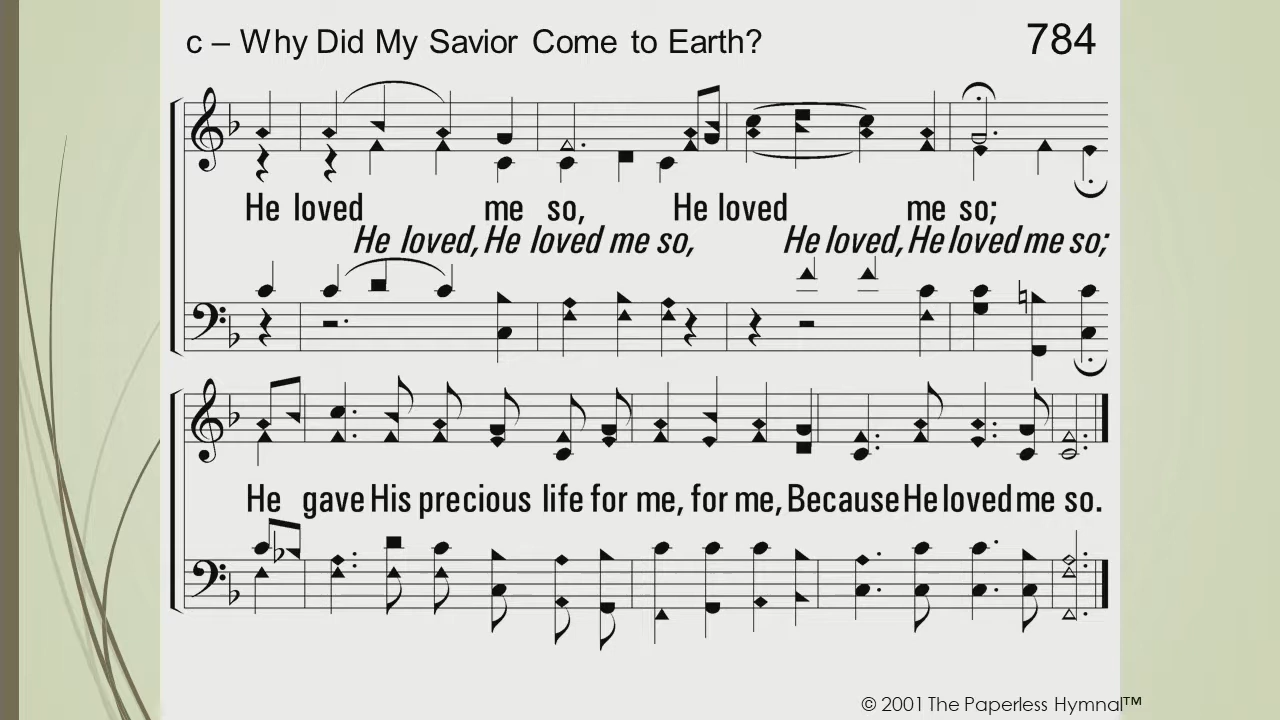 c – Why Did My Savior Come to Earth? 784
He loved me so, He loved me so;
He loved, He loved me so, He loved, He loved me so;
He gave His precious life for me, for me, Because He loved me so.
© 2001 The Paperless Hymnal™